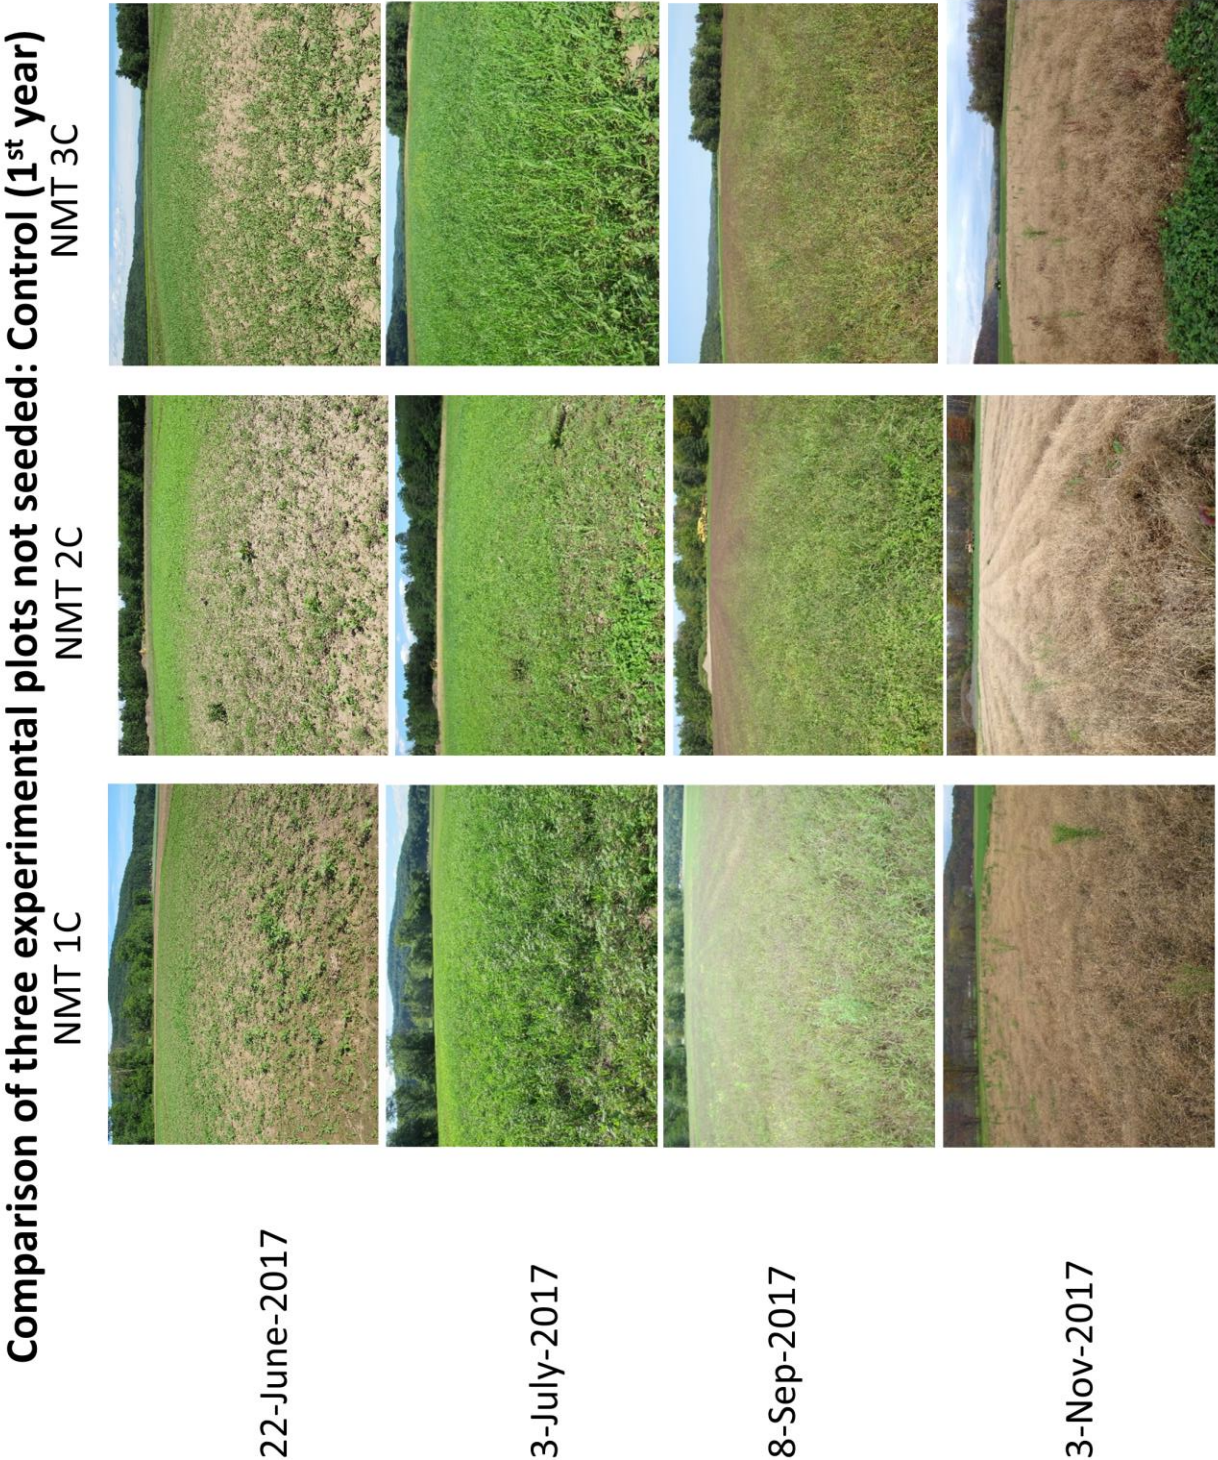 Comparison of three experimental plots not seeded: Control (1st year)
NMT 1C
NMT 2C
NMT 3C
22-June-2017
3-July-2017
8-Sep-2017
3-Nov-2017